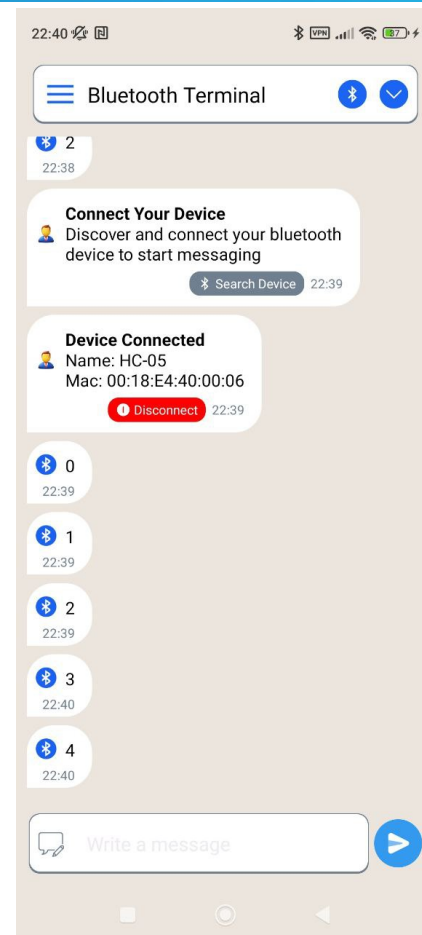 22:40
VPN
37
Bluetooth Terminal
2
22:38
Connect Your Device
Discover and connect your bluetooth
device to start messaging
Search Device 22:39
Device Connected
Name: HC-05
Mac: 00:18:E4:40:00:06
Disconnect 22:39
0
22:39
1
22:39
2
22:39
3
22:40
4
22:40
Write a message